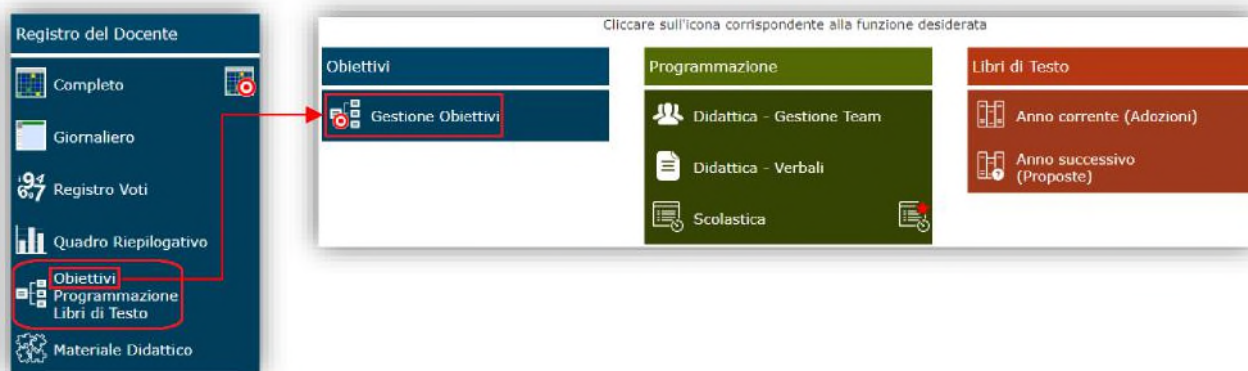 Registro del Docente
Completo
Giornaliero
Registro Voti
Quadro Riepilogativo
Obiettivi
Programmazione
Libri di Testo
Materiale Didattico
Cliccare sull'icona corrispondente alla funzione desiderata
Obiettivi
Gestione Obiettivi
Programmazione
Didattica - Gestione Team
Didattica - Verbali
Scolastica
Libri di Testo
Anno corrente (Adozioni)
Anno successivo
(Proposte)